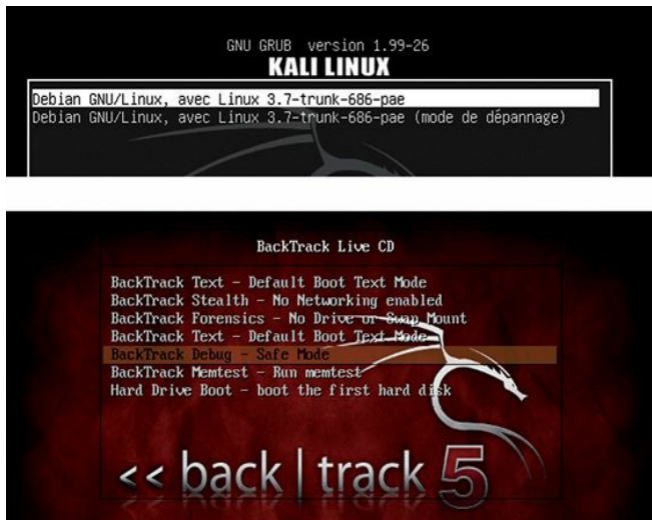 GNU GRUB version 1.99-26
KALI LINUX
Debian GNU/Linux, avec Linux 3.7-trunk-686-pae
Debian GNU/Linux, avec Linux 3.7-trunk-686-pae (mode de dépannage)
BackTrack Live CD
BackTrack Text - Default Boot Text Mode
BackTrack Stealth - No Networking enabled
BackTrack Forensics - No Drive or Swap Mount
BackTrack Text - Default Boot Text Mode
BackTrack Debug - Safe Mode
BackTrack Memtest - Run memtest
Hard Drive Boot - boot the first hard disk
<< back | track 5